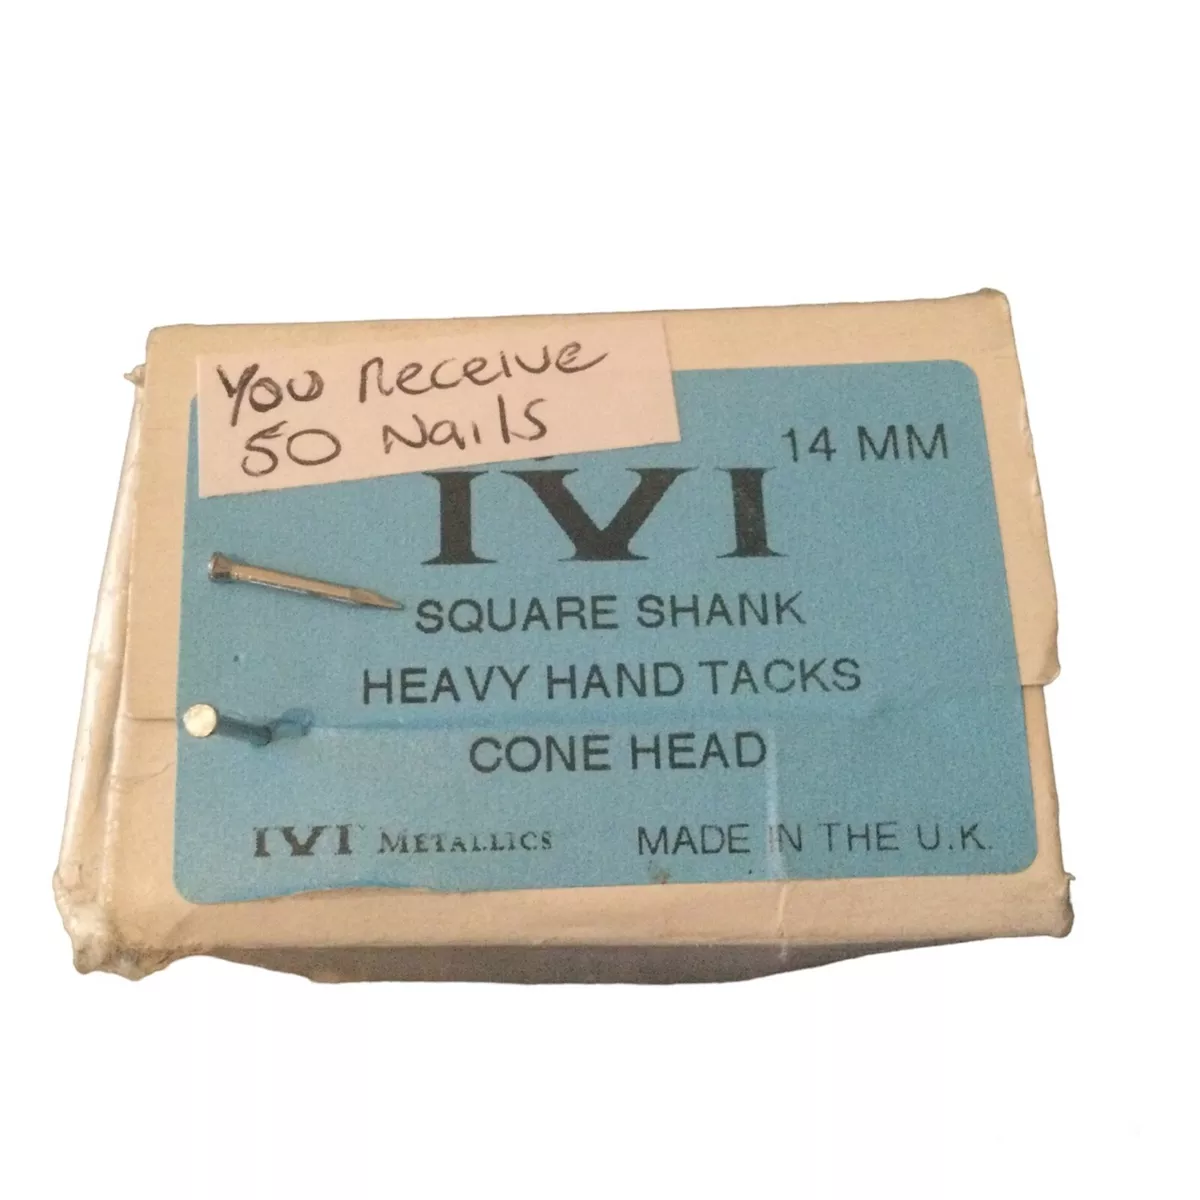 You Receive
50 Nails
14 MM
IVI
SQUARE SHANK
HEAVY HAND TACKS
CONE HEAD
IVI METALLICS
MADE IN THE U.K.